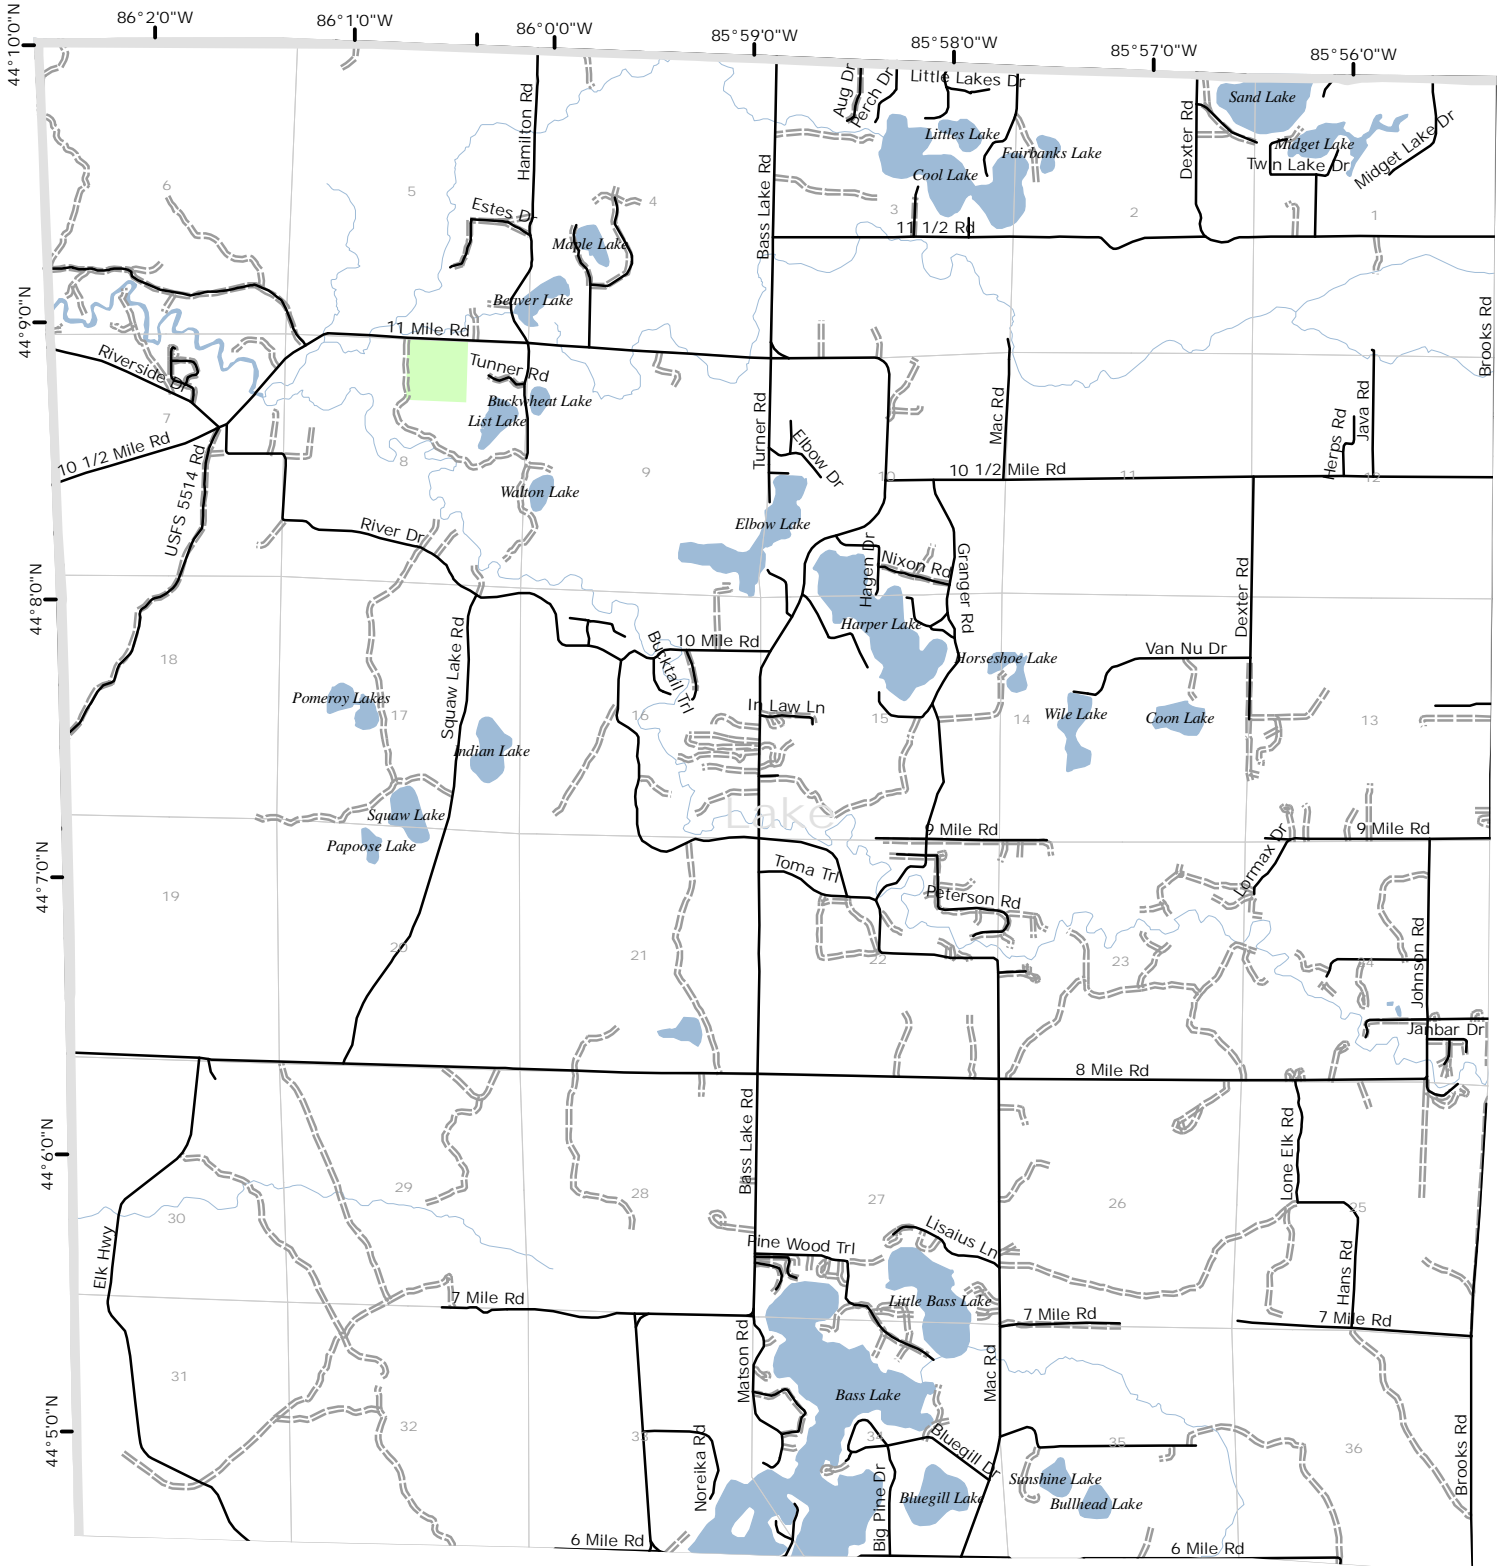 86°2'0"W
86°1'0"W
86°0'0"W
85°59'0"W
85°58'0"W
85°57'0"W
85°56'0"W
44°10'0"N
44°9'0"N
44°8'0"N
44°7'0"N
44°6'0"N
44°5'0"N
Aug Dr
Perch Dr
Little Lakes Dr
Sand Lake
Hamilton Rd
Dexter Rd
Littles Lake
Fairbanks Lake
Midget Lake
Midget Lake Dr
Twin Lake Dr
Cool Lake
Bass Lake Rd
6
5
4
3
2
1
Estes Dr
11 1/2 Rd
Maple Lake
Beaver Lake
11 Mile Rd
Brooks Rd
Riverside Dr
Tunner Rd
Buckwheat Lake
List Lake
Turner Rd
Elbow Dr
Mac Rd
Herps Rd
Java Rd
7
10 1/2 Mile Rd
8
9
10
10 1/2 Mile Rd
11
12
USFS 5514 Rd
Walton Lake
Elbow Lake
River Dr
Hagen Dr
Nixon Rd
Granger Rd
Dexter Rd
Harper Lake
Squaw Lake Rd
Bucktail Trl
10 Mile Rd
Horseshoe Lake
Van Nu Dr
18
Pomeroy Lakes
17
16
In Law Ln
15
14
Wile Lake
Coon Lake
13
Indian Lake
Squaw Lake
Lake
Papoose Lake
9 Mile Rd
9 Mile Rd
Lormax Dr
Toma Trl
Peterson Rd
19
20
21
22
23
24
Johnson Rd
Janbar Dr
8 Mile Rd
Bass Lake Rd
Lone Elk Rd
30
29
28
27
26
25
Elk Hwy
Pine Wood Trl
Lisaius Ln
Hans Rd
7 Mile Rd
Little Bass Lake
7 Mile Rd
7 Mile Rd
Matson Rd
Mac Rd
31
Bass Lake
32
33
34
35
36
Noreika Rd
Bluegill Dr
Brooks Rd
Big Pine Dr
Bluegill Lake
Sunshine Lake
Bullhead Lake
6 Mile Rd
6 Mile Rd